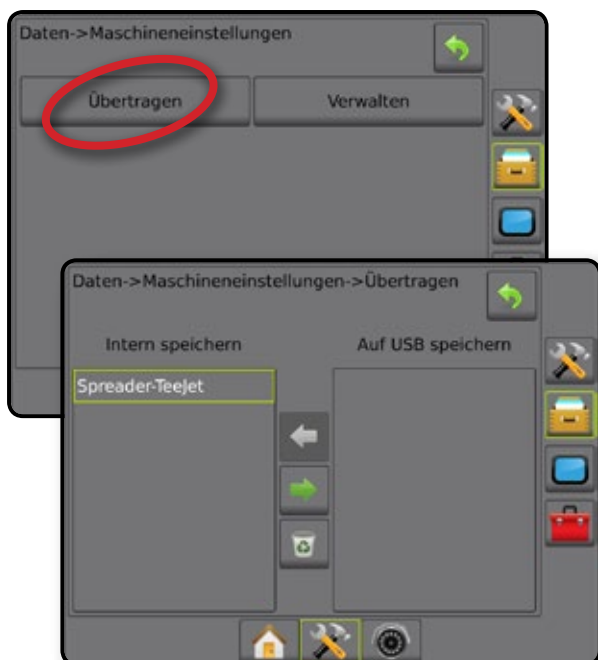 Daten->Maschineneinstellungen
Übertragen
Verwalten
Daten->Maschineneinstellungen->Übertragen
Intern speichern
Auf USB speichern
Spreader-TeeJet